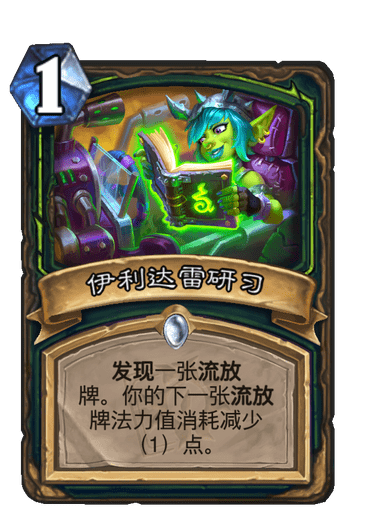 1
伊利达雷研习
发现一张流放
牌。你的下一张流放
牌法力值消耗减少
（1）点。